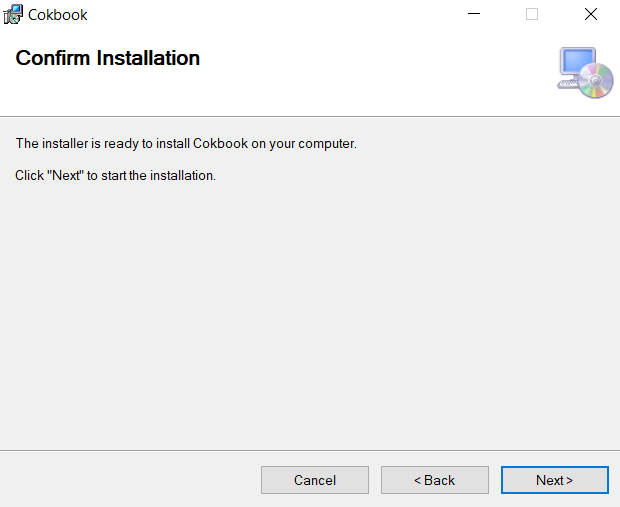 Cokbook
Confirm Installation
The installer is ready to install Cokbook on your computer.
Click "Next" to start the installation.
Cancel
< Back
Next >